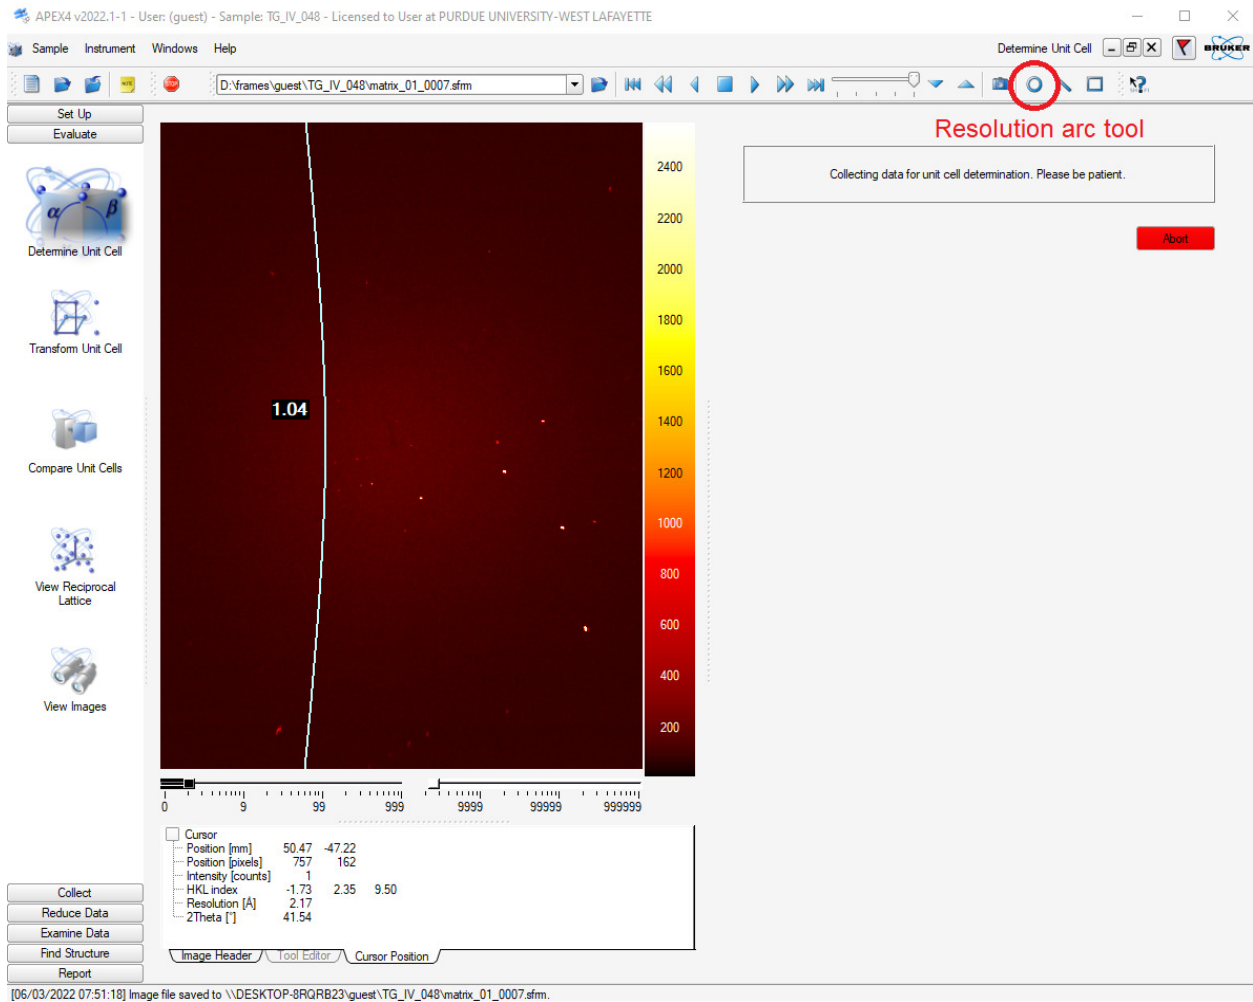 APEX4 v2022.1-1 - User: (guest) - Sample: TG_IV_048 - Licensed to User at PURDUE UNIVERSITY-WEST LAFAYETTE
Sample Instrument Windows Help
Determine Unit Cell
BRUKER
D:\frames\guest\TG_IV_048\matrix_01_0007.sfrm
NOTE
STOP
Resolution arc tool
Set Up
Evaluate
α β
Determine Unit Cell
Transform Unit Cell
Compare Unit Cells
View Reciprocal
Lattice
View Images
Collect
Reduce Data
Examine Data
Find Structure
Report
1.04
2400
2200
2000
1800
1600
1400
1200
1000
800
600
400
200
0 9 99 999 9999 99999 999999
Collecting data for unit cell determination. Please be patient.
Abort
Cursor
Position [mm] 50.47 -47.22
Position [pixels] 757 162
Intensity [counts] 1
HKL index -1.73 2.35 9.50
Resolution [Å] 2.17
2Theta [°] 41.54
Image Header Tool Editor Cursor Position
[06/03/2022 07:51:18] Image file saved to \\DESKTOP-8RQRB23\guest\TG_IV_048\matrix_01_0007.sfrm.